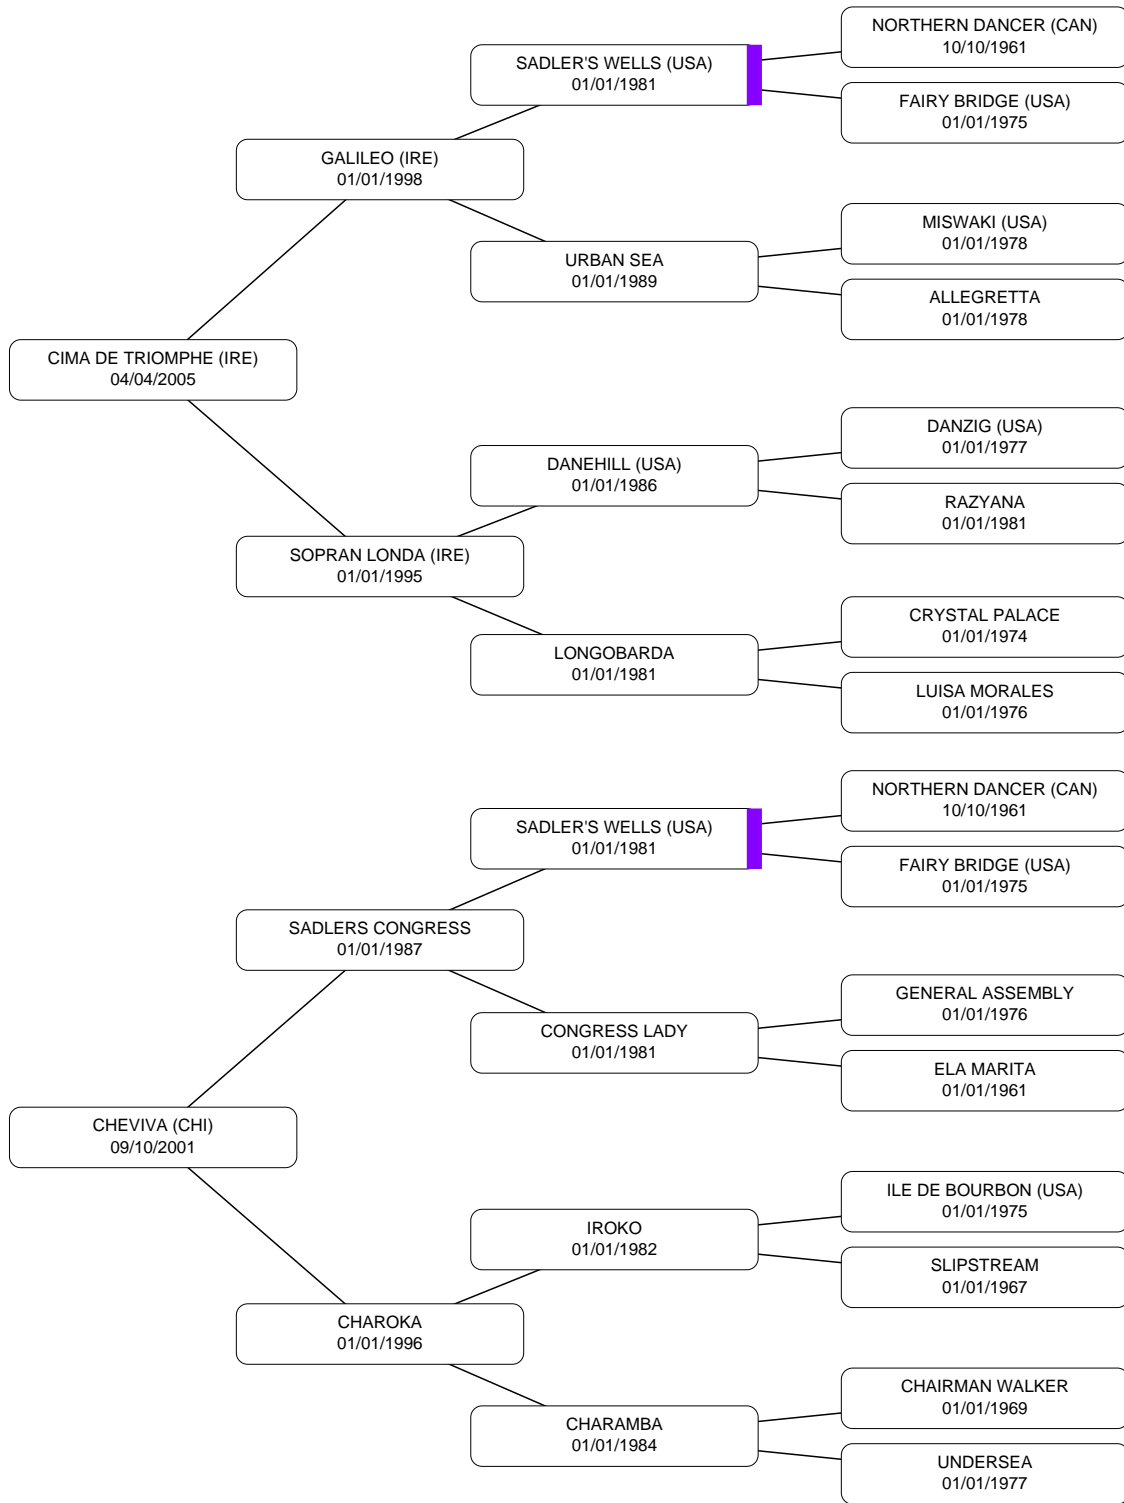 NORTHERN DANCER (CAN)
10/10/1961
SADLER'S WELLS (USA)
01/01/1981
FAIRY BRIDGE (USA)
01/01/1975
GALILEO (IRE)
01/01/1998
MISWAKI (USA)
01/01/1978
URBAN SEA
01/01/1989
ALLEGRETTA
01/01/1978
CIMA DE TRIOMPHE (IRE)
04/04/2005
DANZIG (USA)
01/01/1977
DANEHILL (USA)
01/01/1986
RAZYANA
01/01/1981
SOPRAN LONDA (IRE)
01/01/1995
CRYSTAL PALACE
01/01/1974
LONGOBARDA
01/01/1981
LUISA MORALES
01/01/1976
NORTHERN DANCER (CAN)
10/10/1961
SADLER'S WELLS (USA)
01/01/1981
FAIRY BRIDGE (USA)
01/01/1975
SADLERS CONGRESS
01/01/1987
GENERAL ASSEMBLY
01/01/1976
CONGRESS LADY
01/01/1981
ELA MARITA
01/01/1961
CHEVIVA (CHI)
09/10/2001
ILE DE BOURBON (USA)
01/01/1975
IROKO
01/01/1982
SLIPSTREAM
01/01/1967
CHAROKA
01/01/1996
CHAIRMAN WALKER
01/01/1969
CHARAMBA
01/01/1984
UNDERSEA
01/01/1977